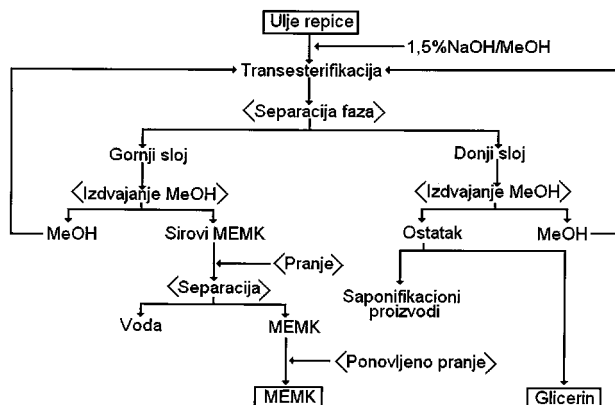 Ulje repice
1,5%NaOH/MeOH
Transesterifikacija
<Separacija faza>
Gornji sloj
Donji sloj
<Izdvajanje MeOH>
<Izdvajanje MeOH>
MeOH
Sirovi MEMK
Ostatak
MeOH
<Pranje>
<Separacija>
Saponifikacioni
proizvodi
Voda
MEMK
<Ponovljeno pranje>
MEMK
Glicerin